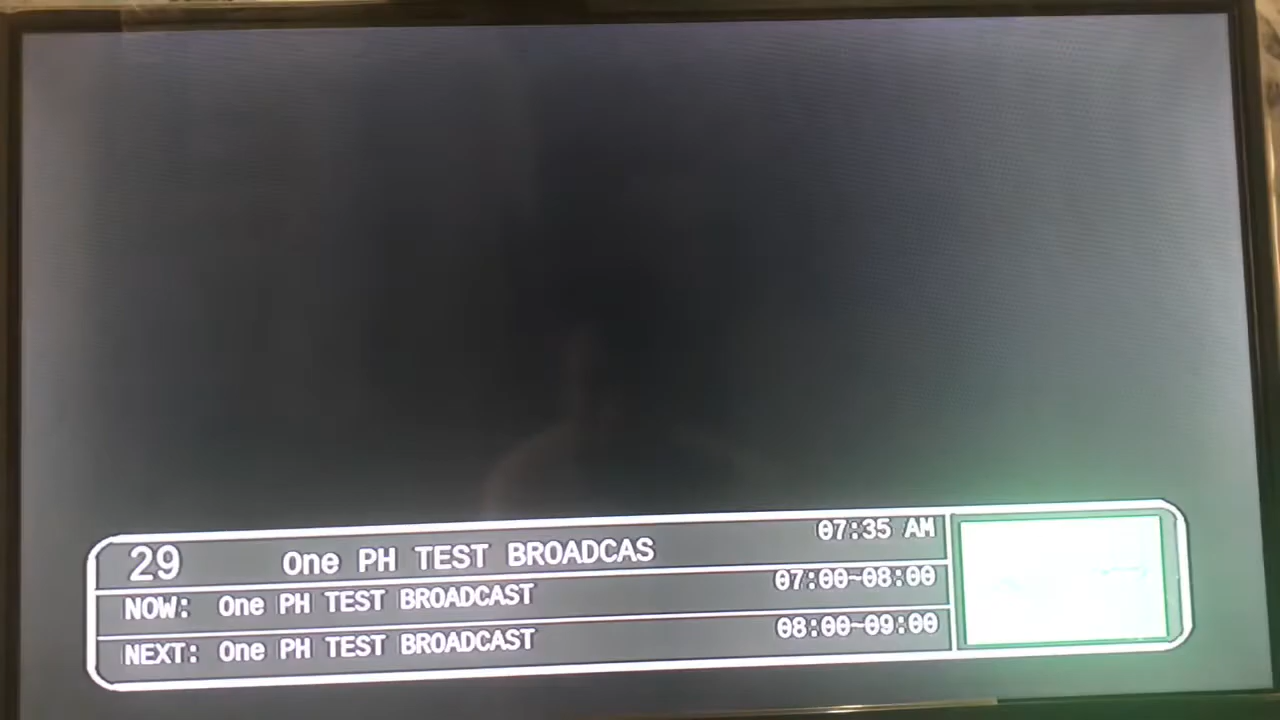 29 One PH TEST BROADCAS 07:35 AM
NOW: One PH TEST BROADCAST 07:00~08:00
NEXT: One PH TEST BROADCAST 08:00~09:00